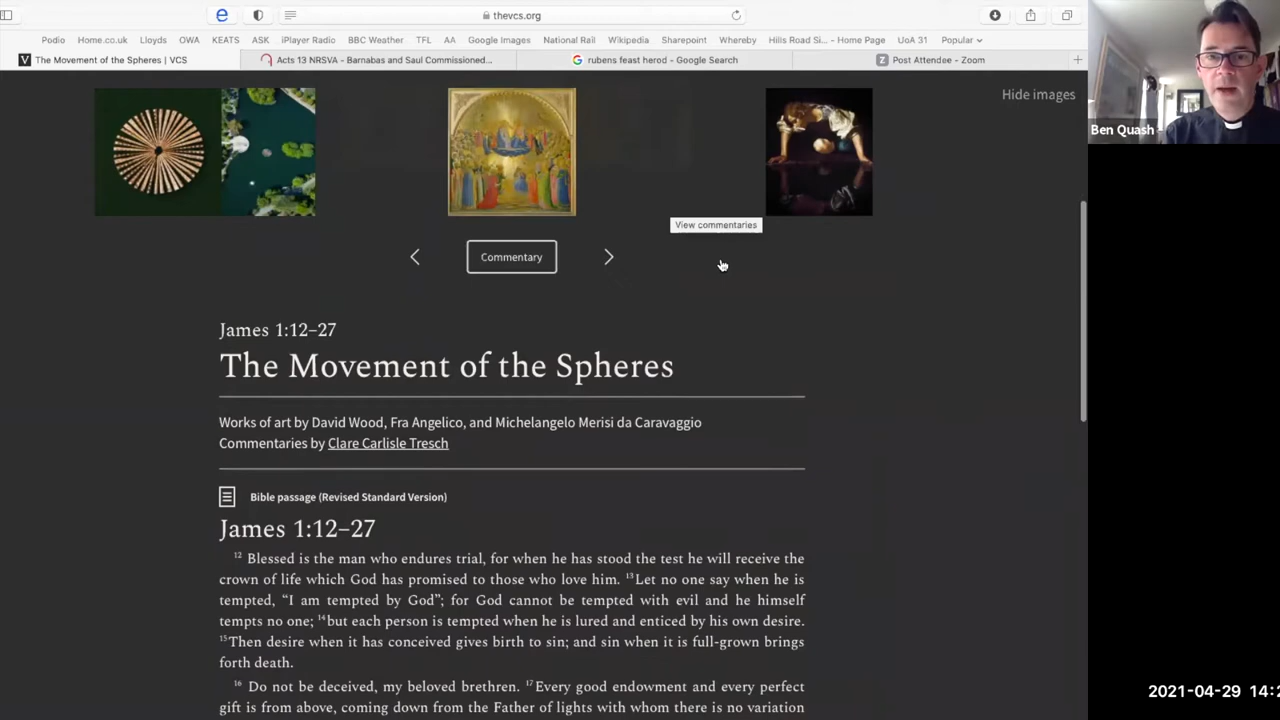 thevcs.org
Podio Home.co.uk Lloyds OWA KEATS ASK iPlayer Radio BBC Weather TFL AA Google Images National Rail Wikipedia Sharepoint Whereby Hills Road Si... - Home Page UoA 31 Popular
The Movement of the Spheres | VCS
Acts 13 NRSVA - Barnabas and Saul Commissioned...
rubens feast herod - Google Search
Post Attendee - Zoom
Hide images
Ben Quash
View commentaries
Commentary
James 1:12–27
The Movement of the Spheres
Works of art by David Wood, Fra Angelico, and Michelangelo Merisi da Caravaggio
Commentaries by Clare Carlisle Tresch
Bible passage (Revised Standard Version)
James 1:12–27
12 Blessed is the man who endures trial, for when he has stood the test he will receive the
crown of life which God has promised to those who love him. 13Let no one say when he is
tempted, “I am tempted by God”; for God cannot be tempted with evil and he himself
tempts no one; 14but each person is tempted when he is lured and enticed by his own desire.
15Then desire when it has conceived gives birth to sin; and sin when it is full-grown brings
forth death.
16 Do not be deceived, my beloved brethren. 17Every good endowment and every perfect
gift is from above, coming down from the Father of lights with whom there is no variation
2021-04-29 14:2